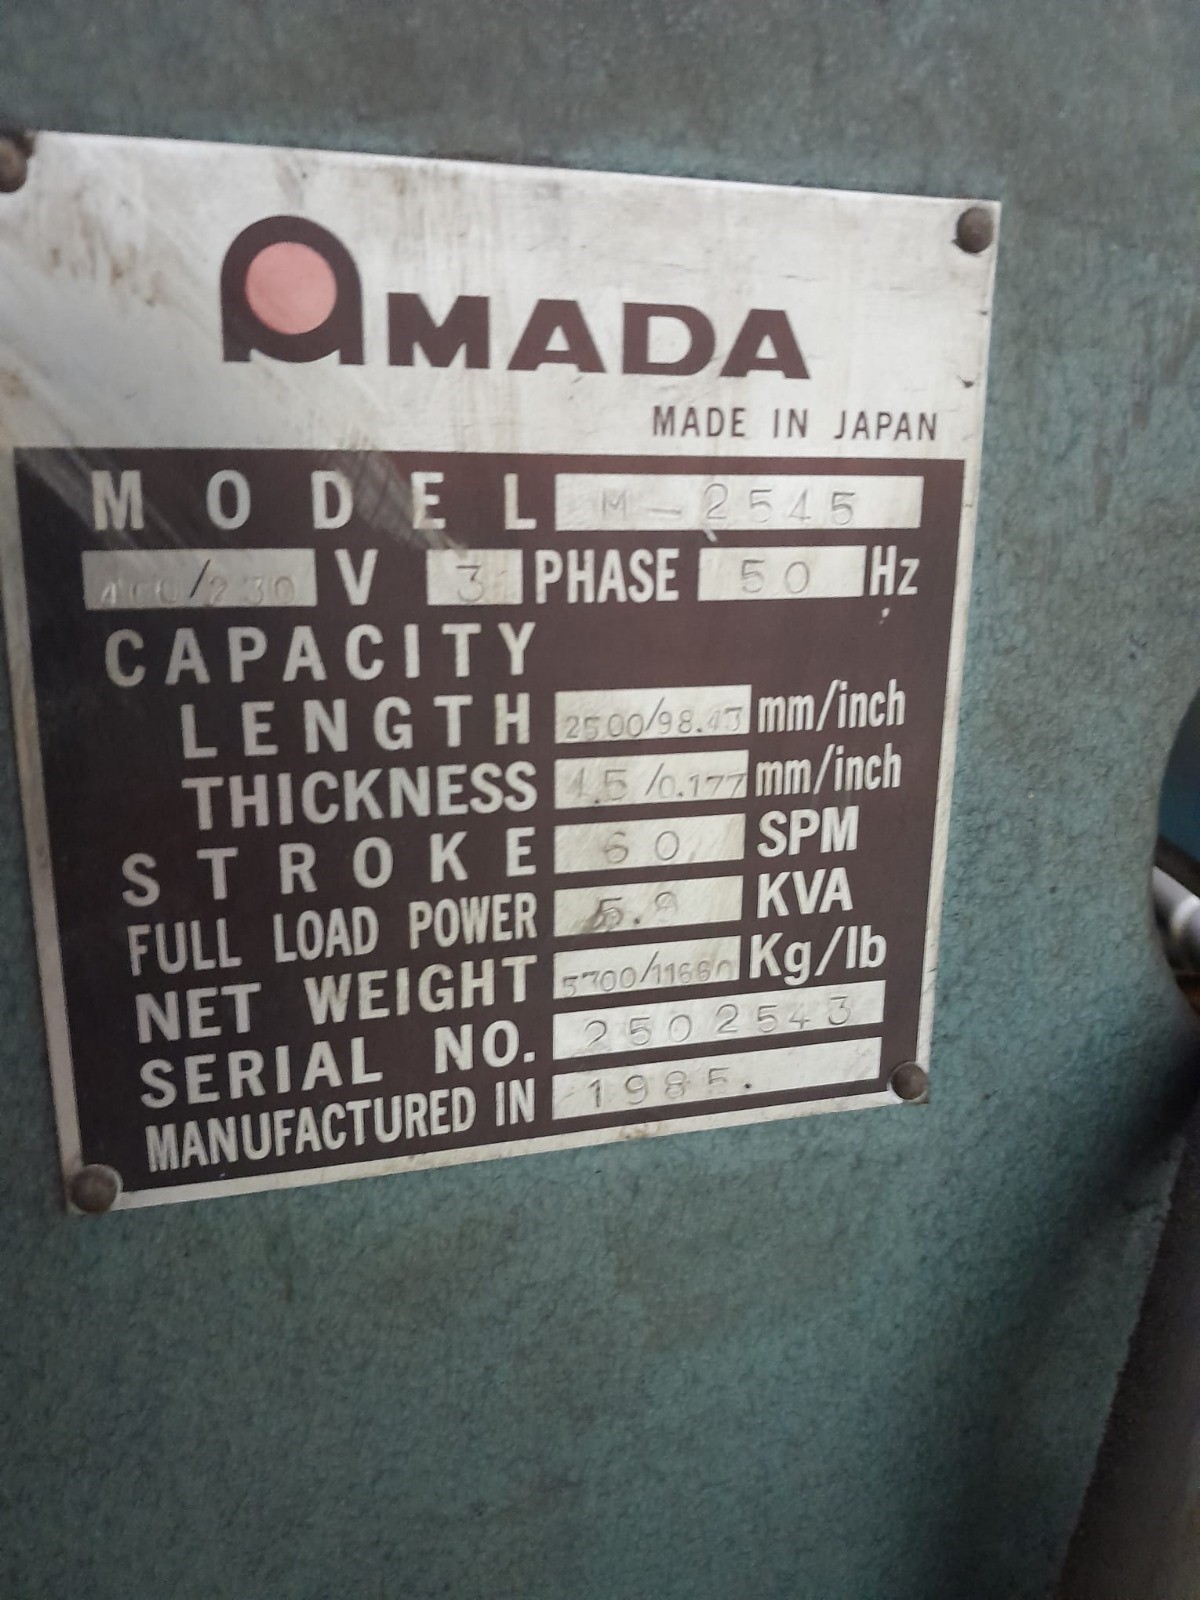 AMADA
MADE IN JAPAN
MODEL M-2545
400/230 V 3 PHASE 50 Hz
CAPACITY
LENGTH 2500/98.43 mm/inch
THICKNESS 4.5/0.177 mm/inch
STROKE 60 SPM
FULL LOAD POWER KVA
NET WEIGHT Kg/lb
SERIAL NO. 2502543
MANUFACTURED IN 1985.